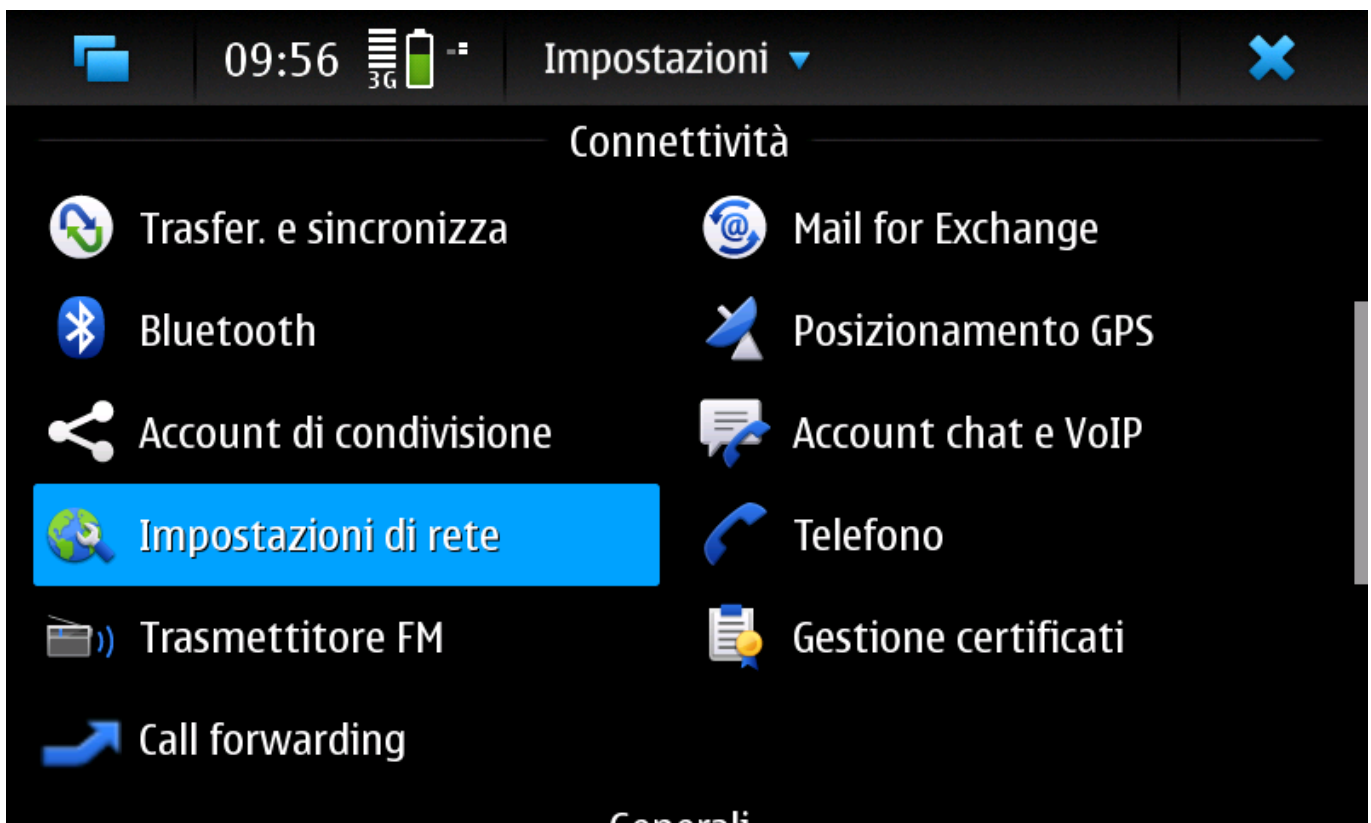 09:56 3G Impostazioni
Connettività
Trasfer. e sincronizza Mail for Exchange
Bluetooth Posizionamento GPS
Account di condivisione Account chat e VoIP
Impostazioni di rete Telefono
Trasmettitore FM Gestione certificati
Call forwarding
Generali